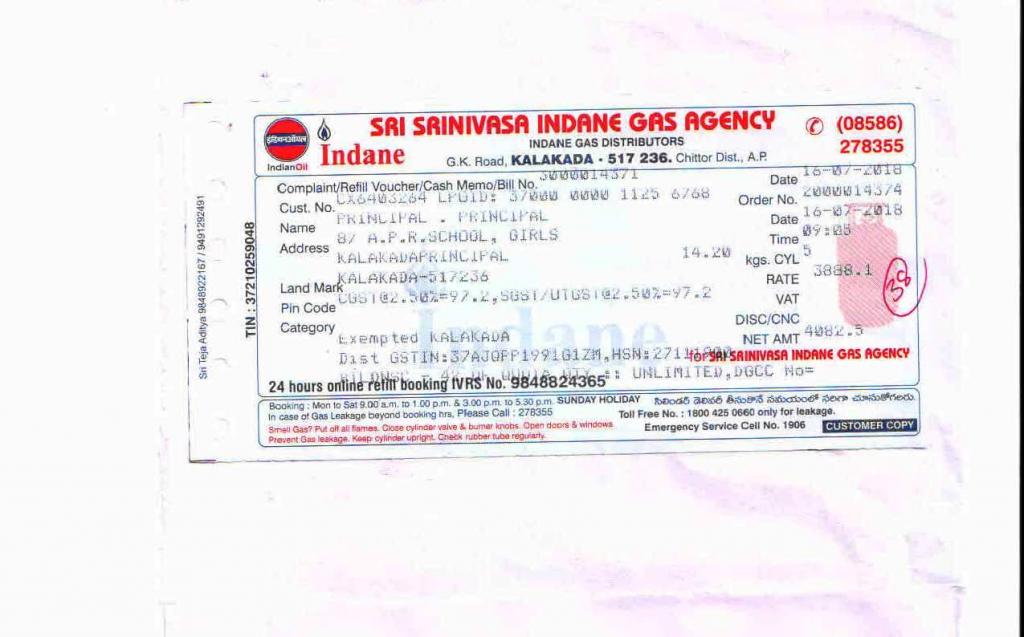 SRI SRINIVASA INDANE GAS AGENCY
(08586)
278355
इंडियनऑयल
IndianOil
Indane
INDANE GAS DISTRIBUTORS
G.K. Road, KALAKADA - 517 236. Chittor Dist., A.P.
Complaint/Refill Voucher/Cash Memo/Bill No. 3000014371
Date 16-07-2018
Cust. No. CX6403264 LPGID: 37000 0000 1125 6768
Order No. 2000014374
Name PRINCIPAL . PRINCIPAL
Date 16-07-2018
Address 87 A.P.R.SCHOOL, GIRLS
Time 09:05
KALAKADAPRINCIPAL
14.20 kgs. CYL 5
Land Mark KALAKADA-517236
RATE 3888.1
Pin Code CGST@2.50%=97.2,SGST/UTGST@2.50%=97.2
VAT
Category
DISC/CNC
Exempted KALAKADA
NET AMT 4082.5
Dist GSTIN:37AJQPP1991G1ZM,HSN:27111900
for SRI SRINIVASA INDANE GAS AGENCY
UNLIMITED,DGCC No=
24 hours online refill booking IVRS No. 9848824365
Booking : Mon to Sat 9.00 a.m. to 1.00 p.m. & 3.00 p.m. to 5.30 p.m. SUNDAY HOLIDAY
సిలిండర్ డెలివరీ తీసుకొనే సమయంలో సరిగా చూసుకోగలరు.
In case of Gas Leakage beyond booking hrs, Please Call : 278355
Toll Free No. : 1800 425 0660 only for leakage.
Smell Gas? Put off all flames. Close cylinder valve & burner knobs. Open doors & windows
Emergency Service Cell No. 1906
CUSTOMER COPY
Prevent Gas leakage. Keep cylinder upright. Check rubber tube regularly.
TIN : 37210259048
Sri Teja Aditya 9848922167 / 9491292491